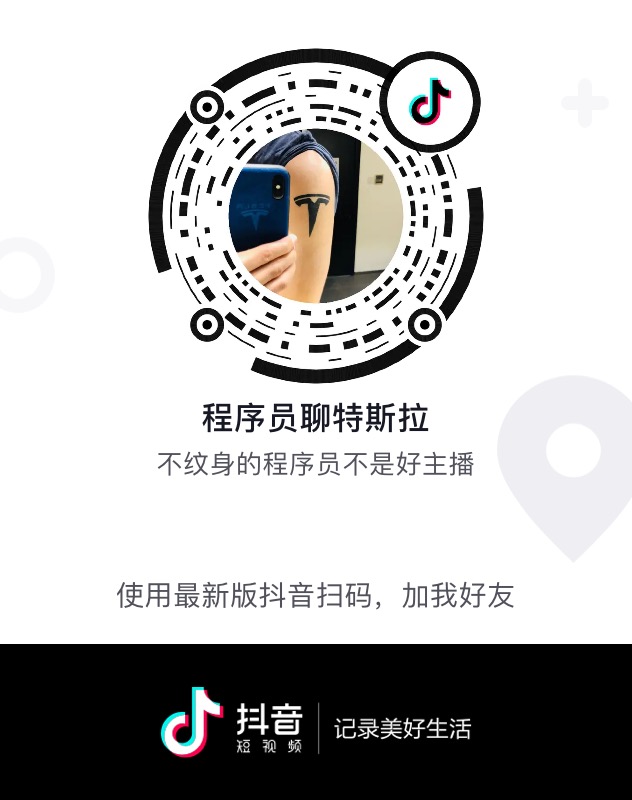 程序员聊特斯拉
不纹身的程序员不是好主播
使用最新版抖音扫码，加我好友
抖音
短视频
记录美好生活